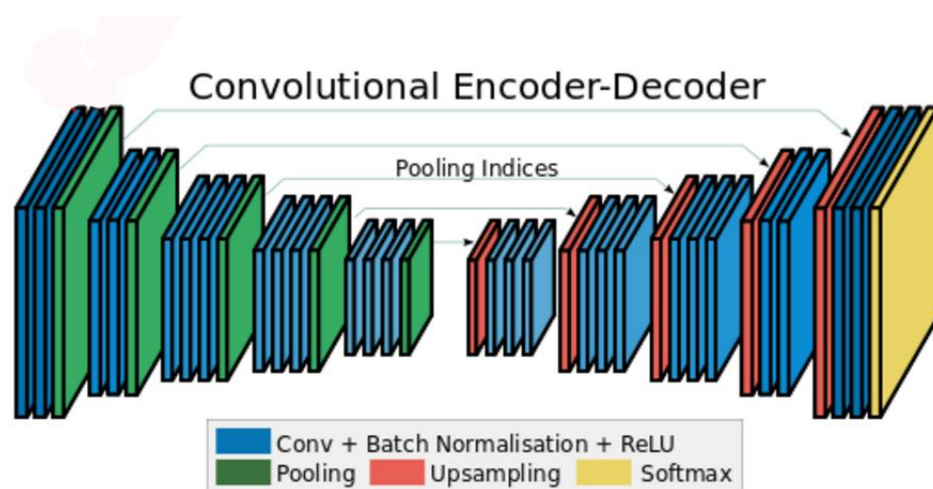 Convolutional Encoder-Decoder
Pooling Indices
Conv + Batch Normalisation + ReLU
Pooling Upsampling Softmax